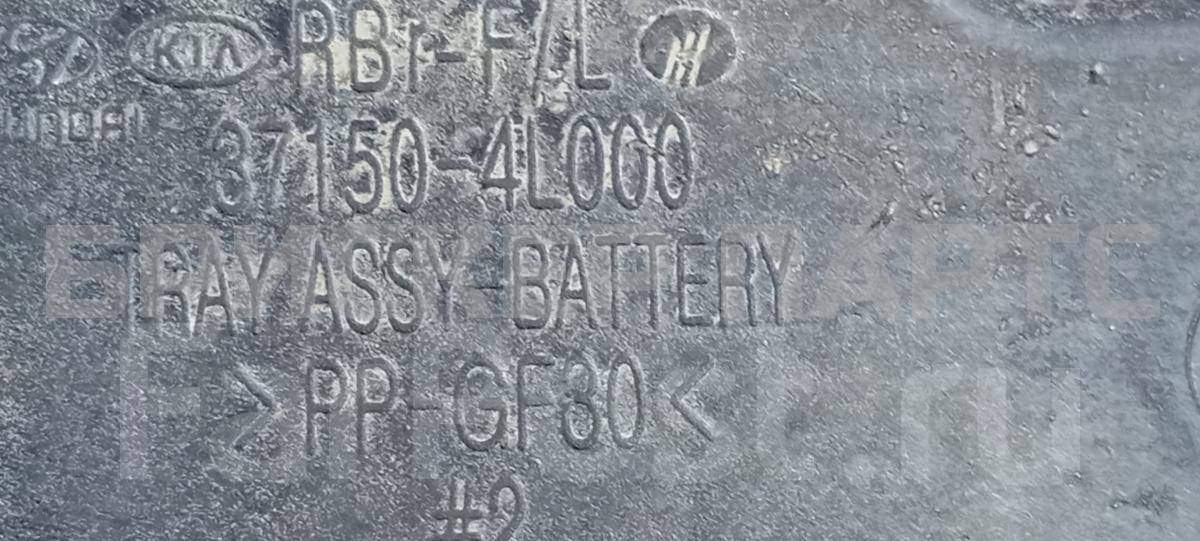 KIA RBr-F/L
37150-4L000
TRAY ASSY-BATTERY
>PP-GF30<
#2